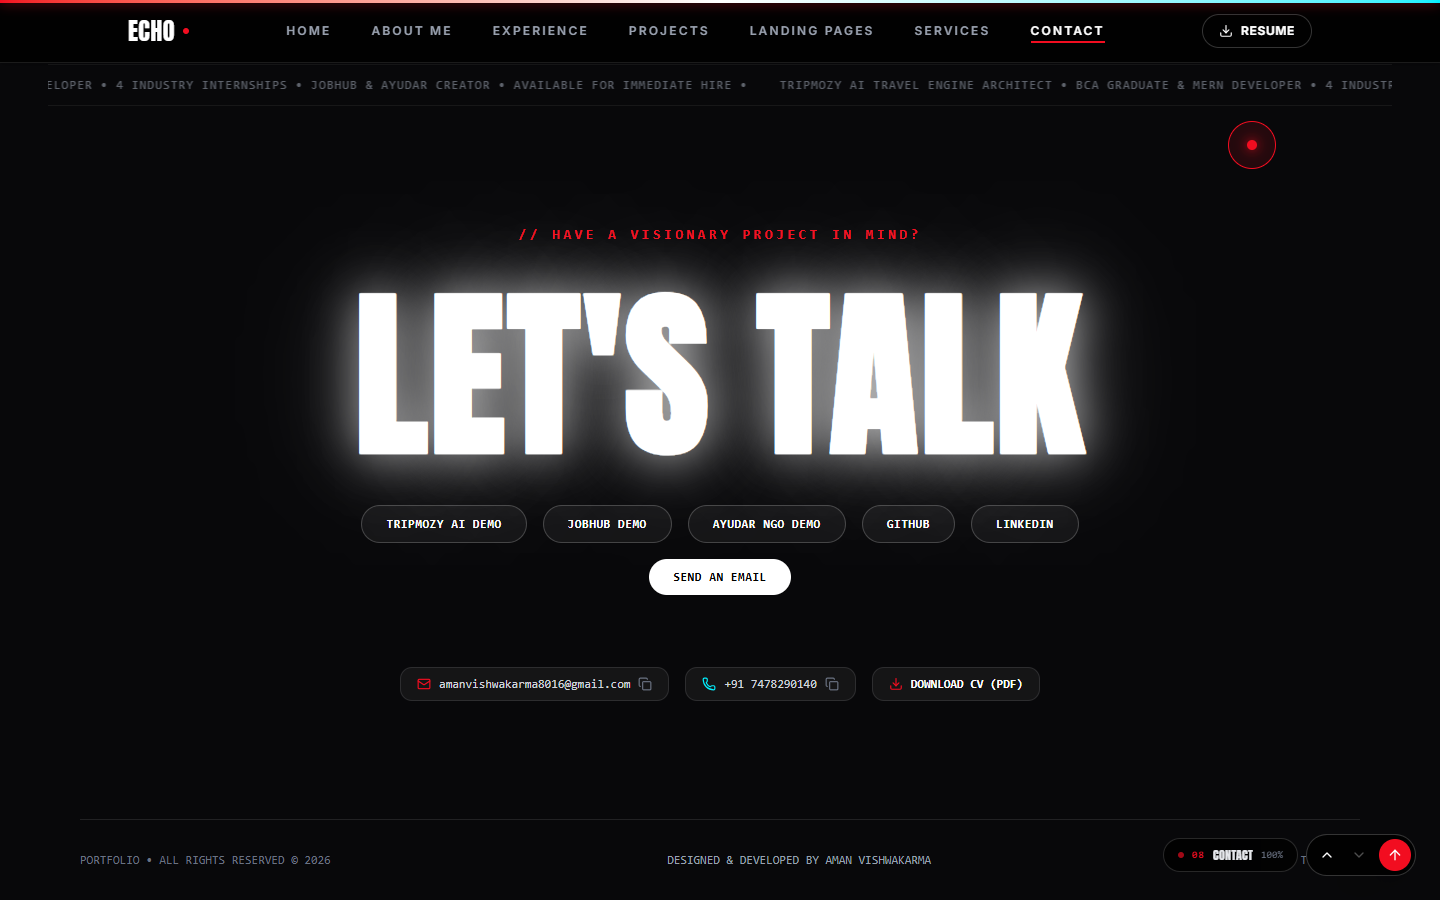 ECHO HOME ABOUT ME EXPERIENCE PROJECTS LANDING PAGES SERVICES CONTACT RESUME
• 4 INDUSTRY INTERNSHIPS • JOBHUB & AYUDAR CREATOR • AVAILABLE FOR IMMEDIATE HIRE • TRIPMOZY AI TRAVEL ENGINE ARCHITECT • BCA GRADUATE & MERN DEVELOPER • 4
// HAVE A VISIONARY PROJECT IN MIND?
LET'S TALK
TRIPMOZY AI DEMO JOBHUB DEMO AYUDAR NGO DEMO GITHUB LINKEDIN
SEND AN EMAIL
amanvishwakarma8016@gmail.com +91 7478290140 DOWNLOAD CV (PDF)
PORTFOLIO • ALL RIGHTS RESERVED © 2026 DESIGNED & DEVELOPED BY AMAN VISHWAKARMA 08 CONTACT 100%